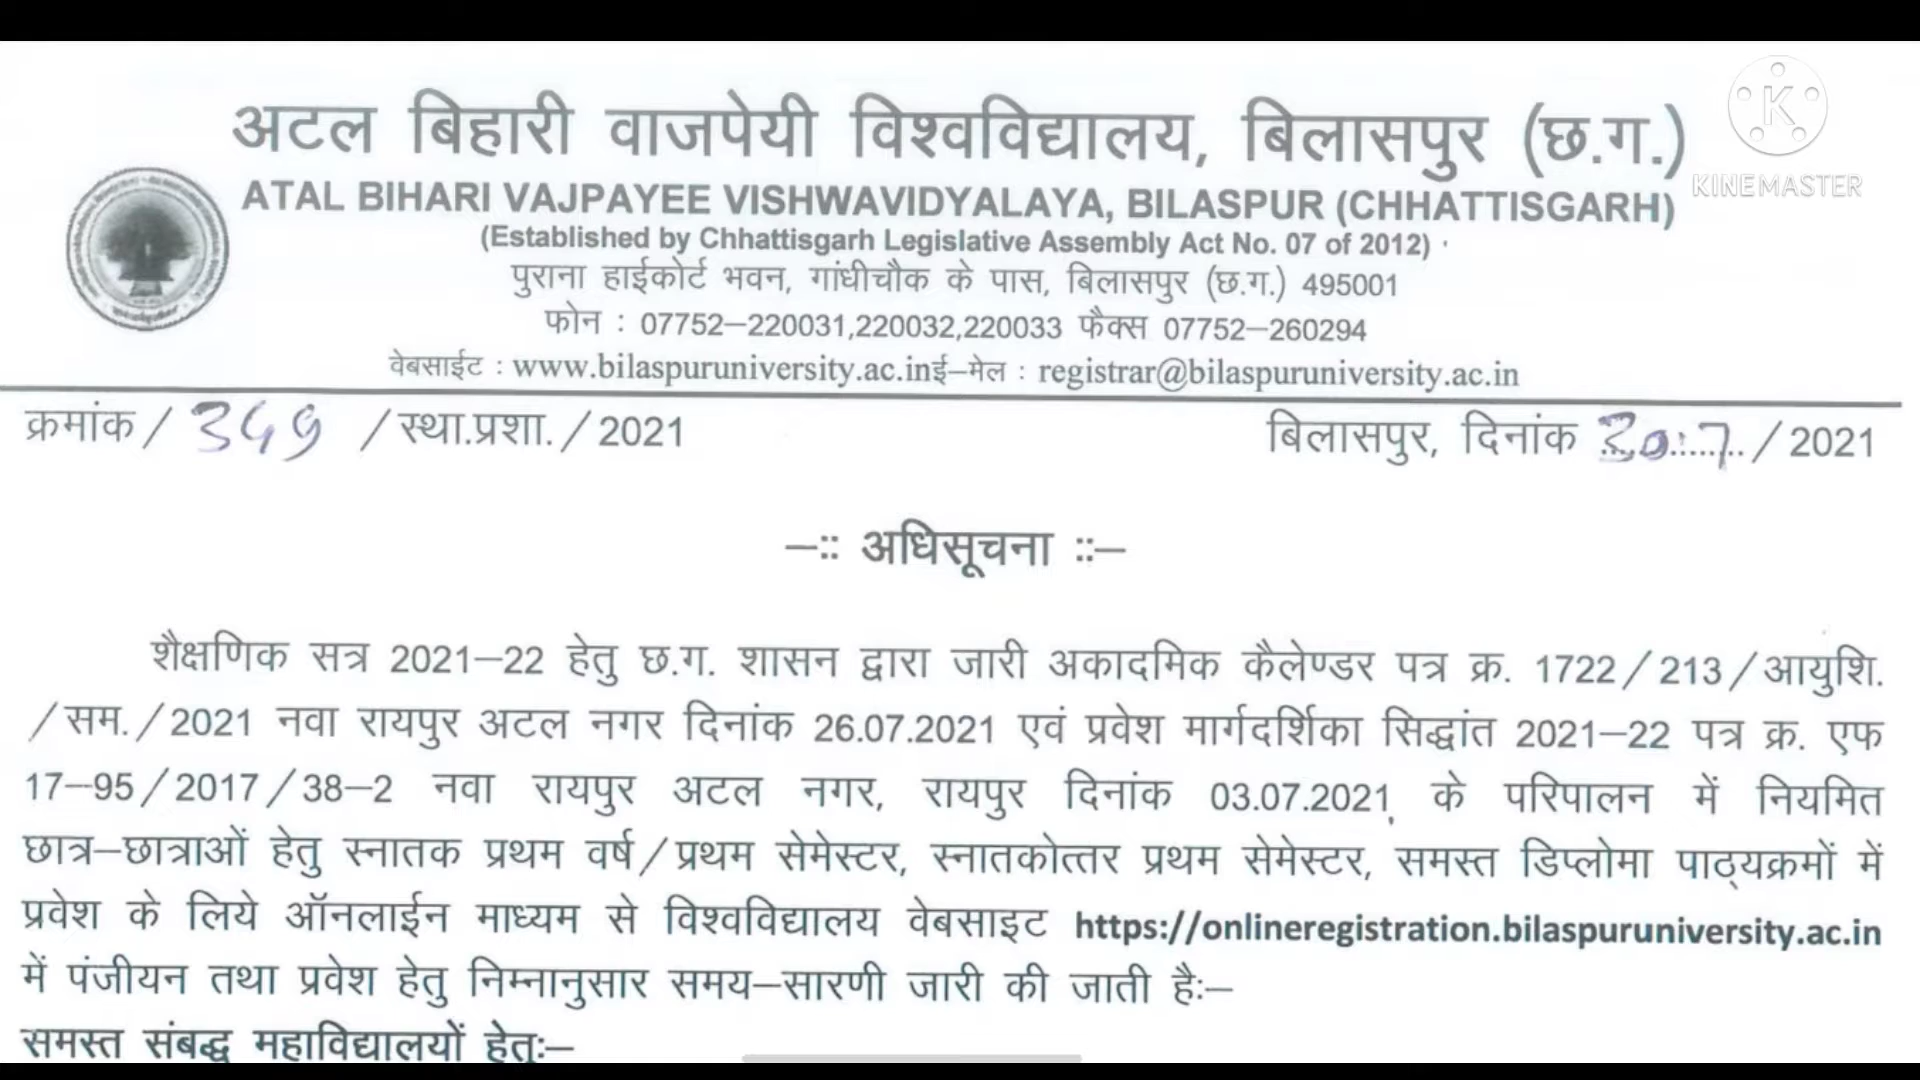 अटल बिहारी वाजपेयी विश्वविद्यालय, बिलासपुर (छ.ग.)
ATAL BIHARI VAJPAYEE VISHWAVIDYALAYA, BILASPUR (CHHATTISGARH)
KINEMASTER
(Established by Chhattisgarh Legislative Assembly Act No. 07 of 2012)
पुराना हाईकोर्ट भवन, गांधीचौक के पास, बिलासपुर (छ.ग.) 495001
फोन : 07752–220031,220032,220033 फैक्स 07752–260294
वेबसाईट : www.bilaspuruniversity.ac.inई–मेल : registrar@bilaspuruniversity.ac.in
क्रमांक / 349 / स्था.प्रशा. / 2021 बिलासपुर, दिनांक 30.7. / 2021
–:: अधिसूचना ::–
शैक्षणिक सत्र 2021–22 हेतु छ.ग. शासन द्वारा जारी अकादमिक कैलेण्डर पत्र क्र. 1722 / 213 / आयुशि.
/ सम. / 2021 नवा रायपुर अटल नगर दिनांक 26.07.2021 एवं प्रवेश मार्गदर्शिका सिद्धांत 2021–22 पत्र क्र. एफ
17–95 / 2017 / 38–2 नवा रायपुर अटल नगर, रायपुर दिनांक 03.07.2021 के परिपालन में नियमित
छात्र–छात्राओं हेतु स्नातक प्रथम वर्ष / प्रथम सेमेस्टर, स्नातकोत्तर प्रथम सेमेस्टर, समस्त डिप्लोमा पाठ्यक्रमों में
प्रवेश के लिये ऑनलाईन माध्यम से विश्वविद्यालय वेबसाइट https://onlineregistration.bilaspuruniversity.ac.in
में पंजीयन तथा प्रवेश हेतु निम्नानुसार समय–सारणी जारी की जाती है:–
समस्त संबद्ध महाविद्यालयों हेतु:–